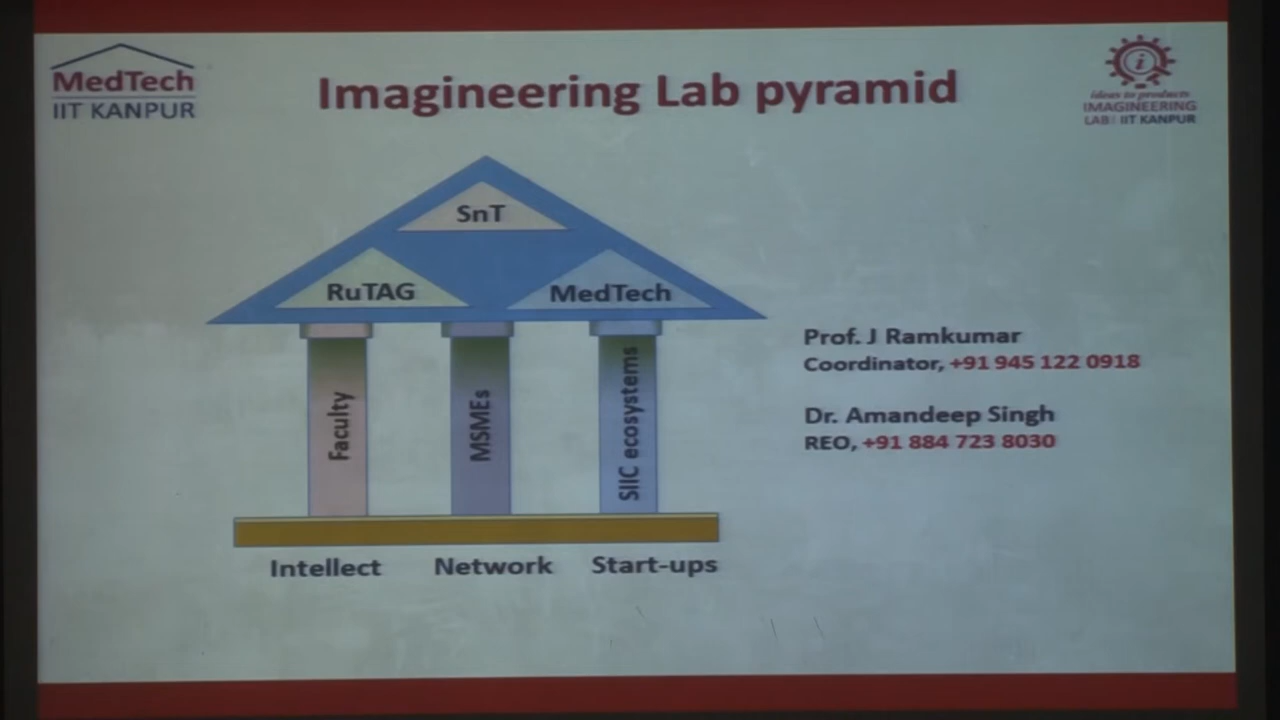 MedTech
IIT KANPUR
Imagineering Lab pyramid
i
ideas to products
IMAGINEERING
LAB IIT KANPUR
SnT
RuTAG
MedTech
Faculty
MSMEs
SIIC ecosystems
Intellect
Network
Start-ups
Prof. J Ramkumar
Coordinator, +91 945 122 0918
Dr. Amandeep Singh
REO, +91 884 723 8030